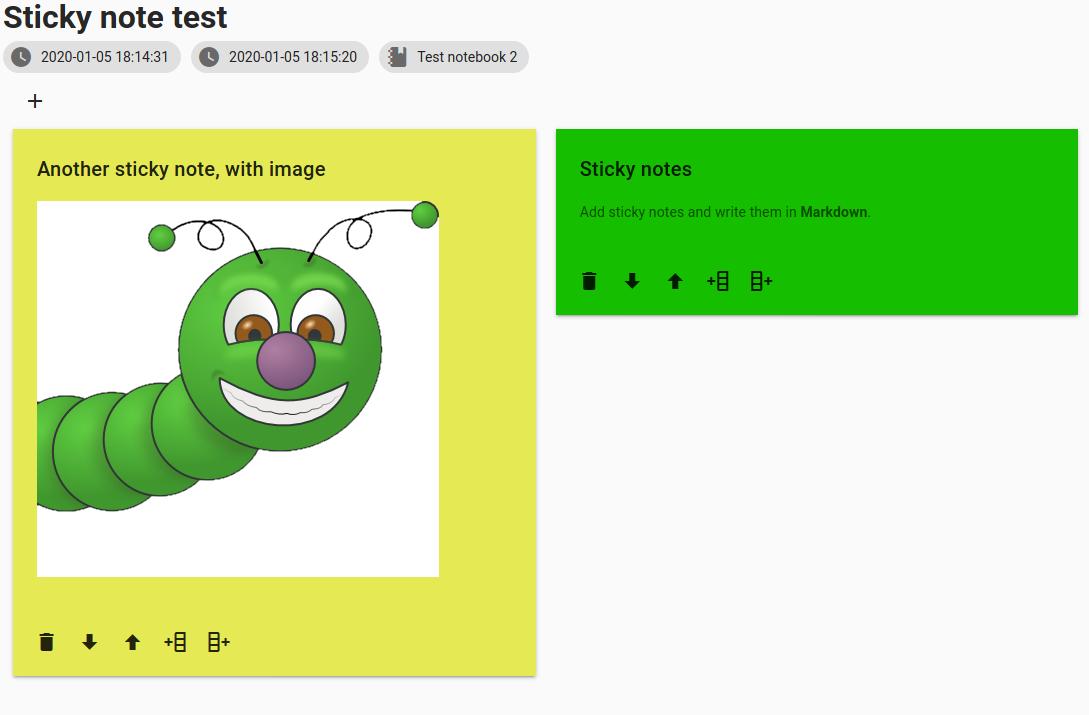 Sticky note test
2020-01-05 18:14:31
2020-01-05 18:15:20
Test notebook 2
Another sticky note, with image
Sticky notes
Add sticky notes and write them in Markdown.